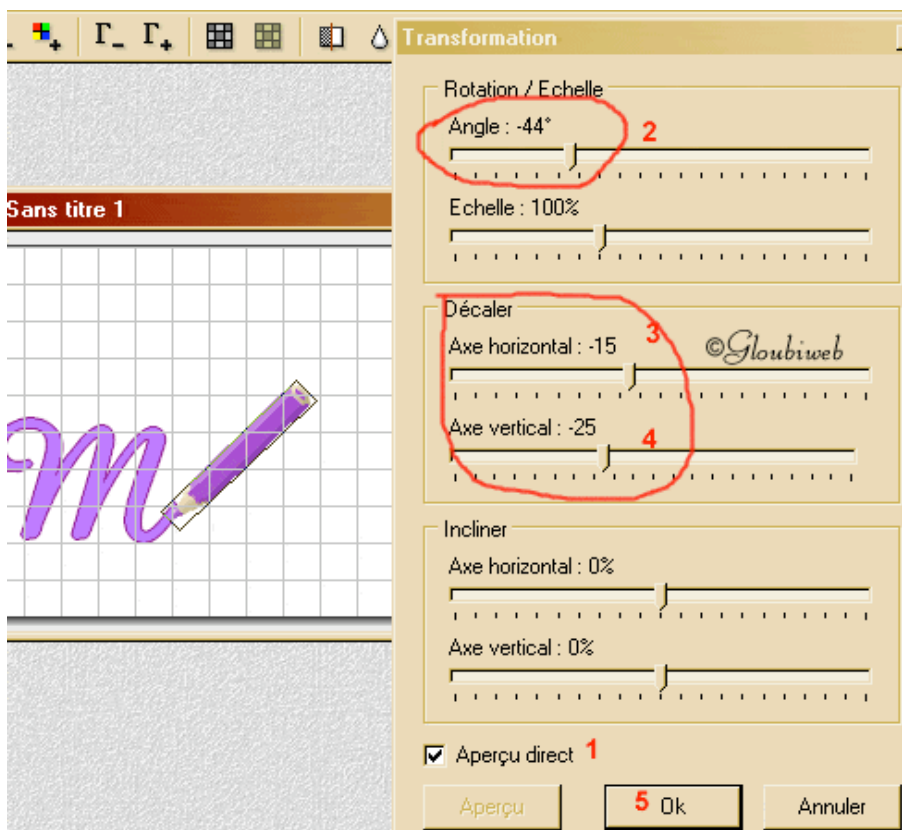 Γ- Γ+
Transformation
Rotation / Echelle
Angle : -44°
2
Echelle : 100%
Sans titre 1
Décaler
Axe horizontal : -15
3
©Gloubiweb
Axe vertical : -25
4
m
Incliner
Axe horizontal : 0%
Axe vertical : 0%
Aperçu direct 1
Aperçu
5 Ok
Annuler